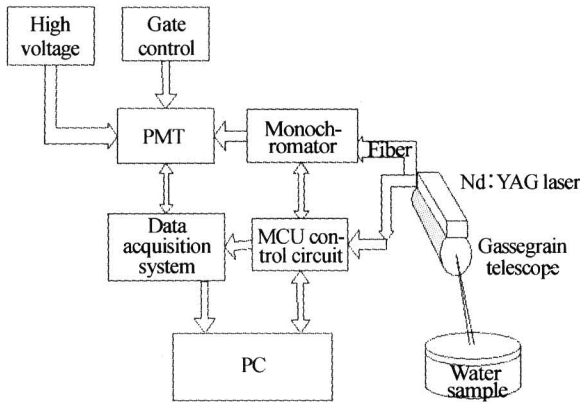 High
voltage
Gate
control
PMT
Monoch-
romator
Fiber
Nd:YAG laser
Data
acquisition
system
MCU con-
trol circuit
Gassegrain
telescope
PC
Water
sample